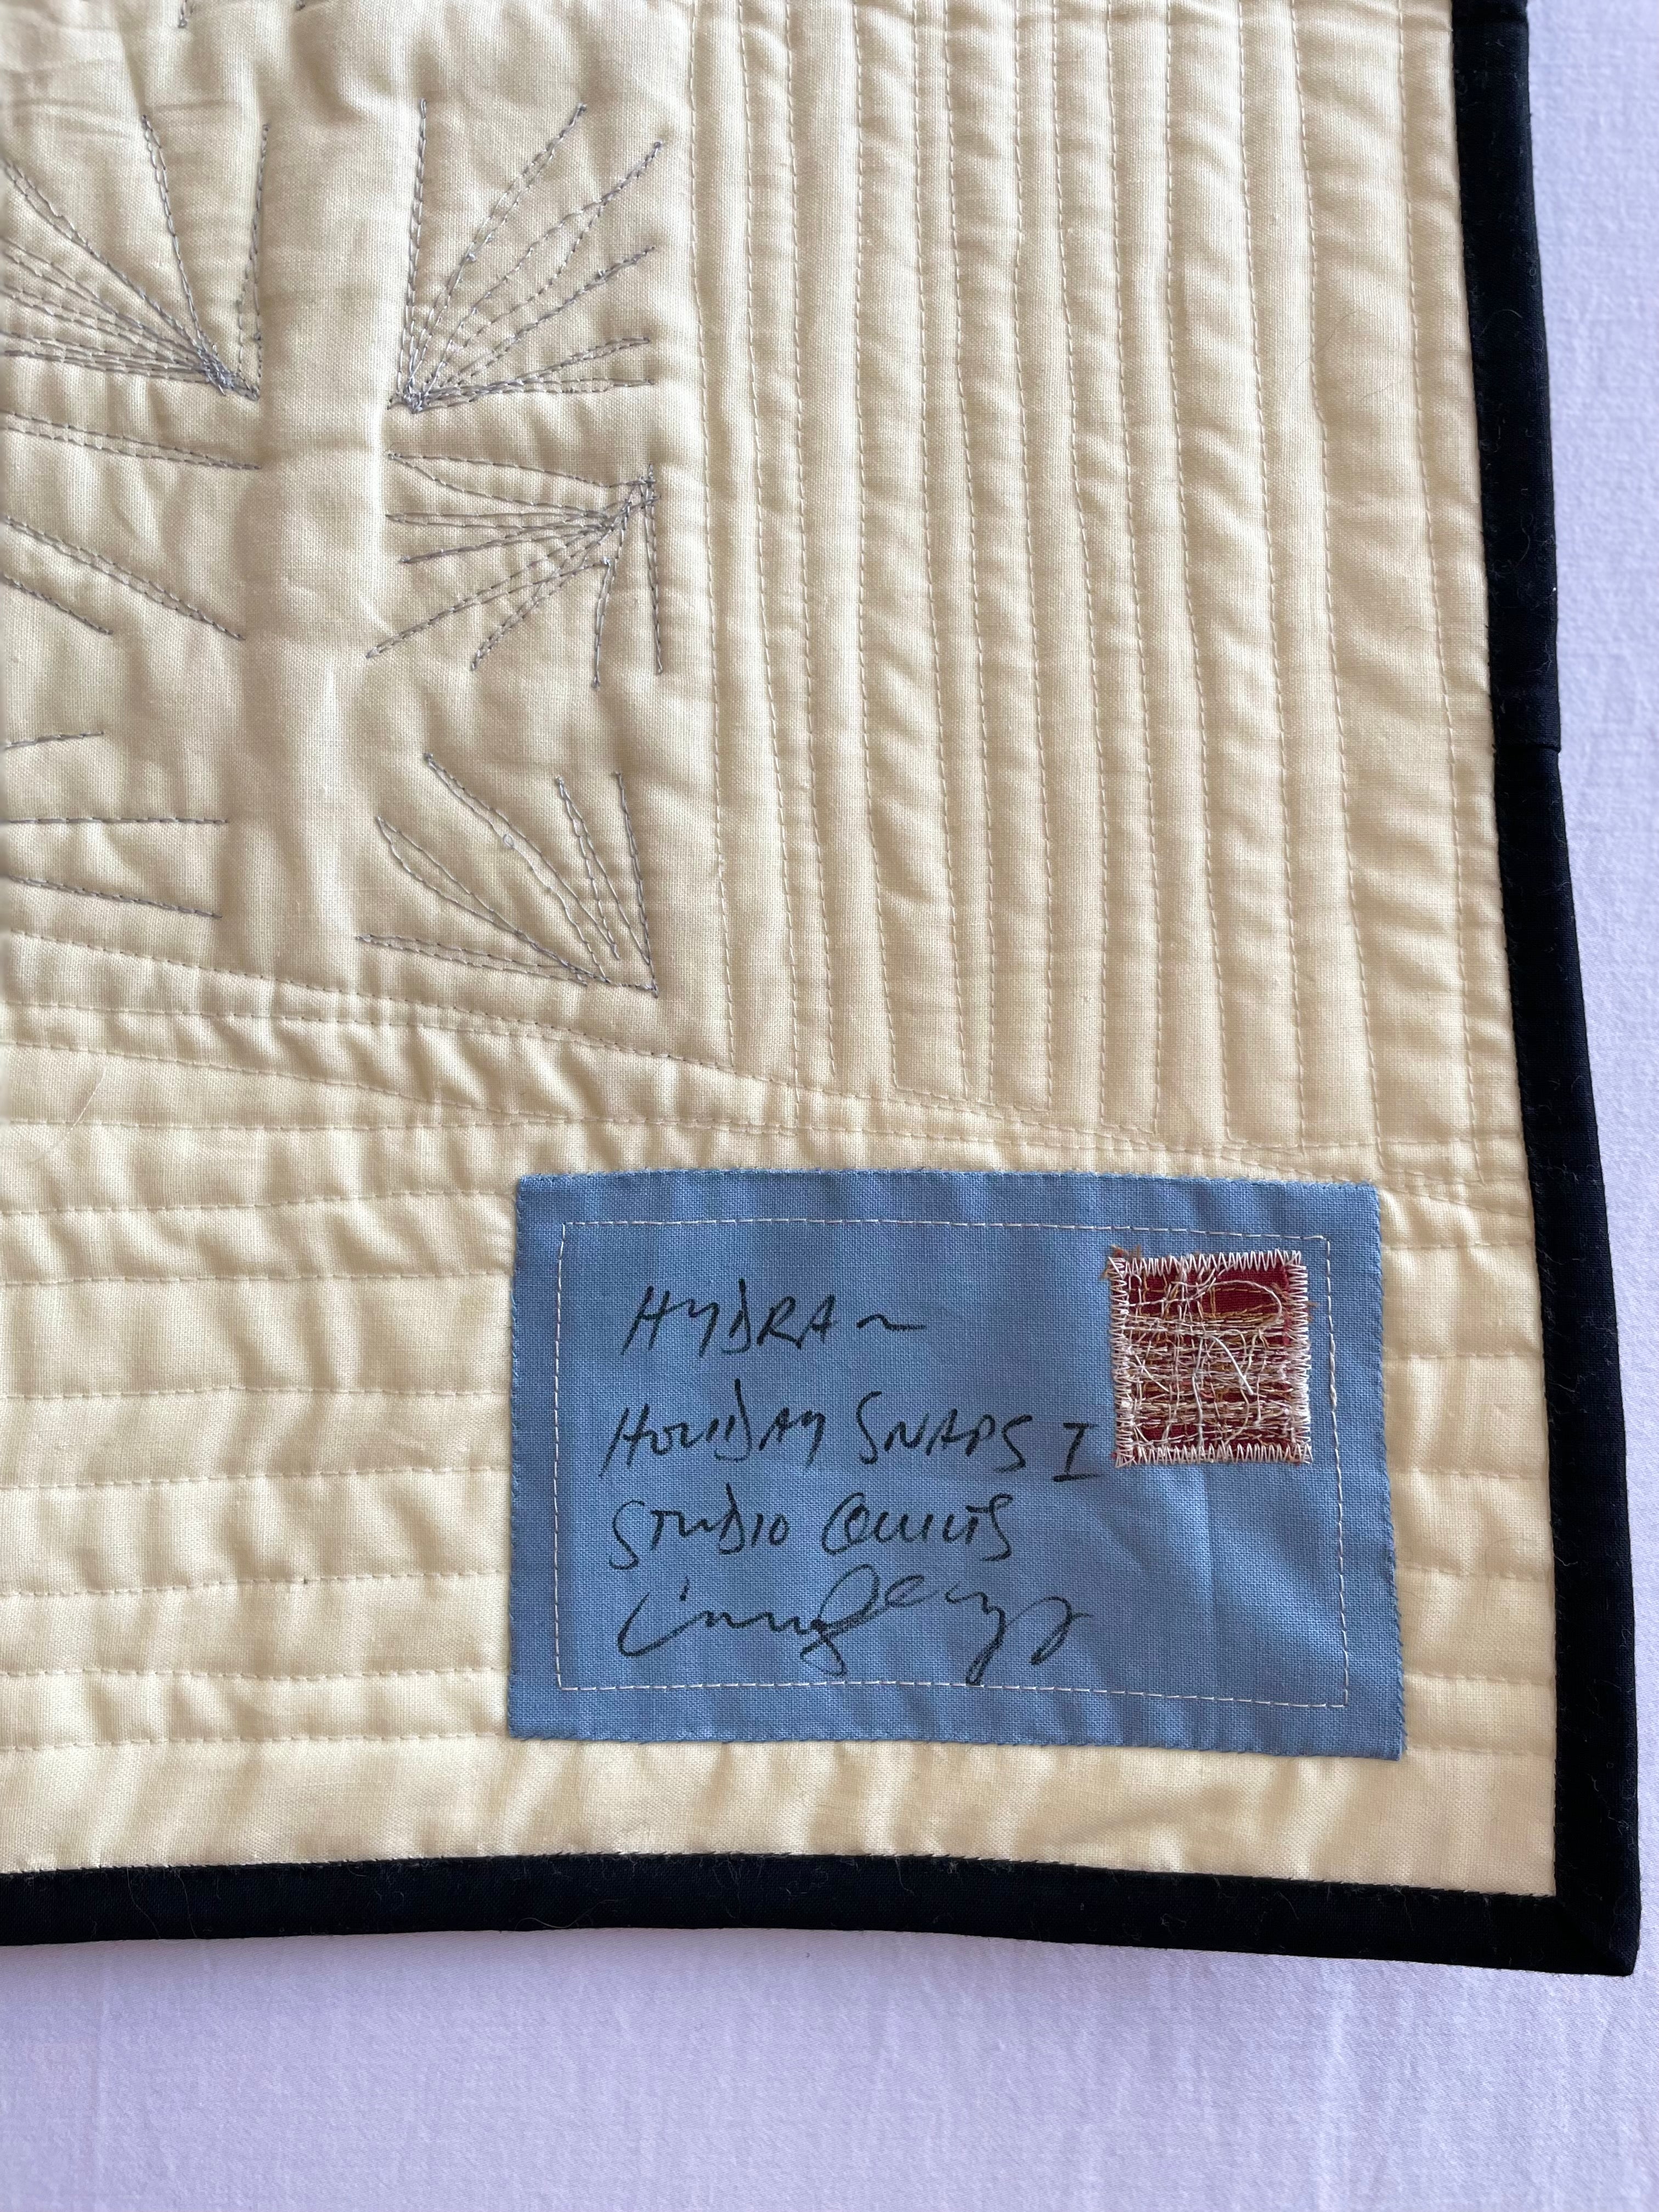 HYDRA ~
HOLIDAY SNAPS I
STUDIO QUILTS